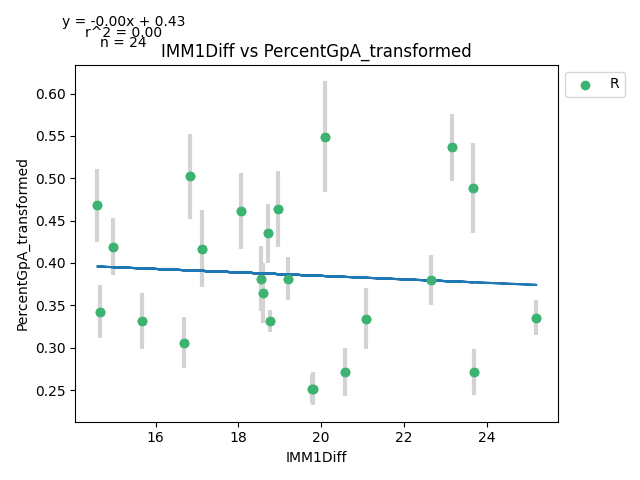 y = -0.00x + 0.43
r^2 = 0.00
n = 24
IMM1Diff vs PercentGpA_transformed
R
PercentGpA_transformed
0.60
0.55
0.50
0.45
0.40
0.35
0.30
0.25
16 18 20 22 24
IMM1Diff